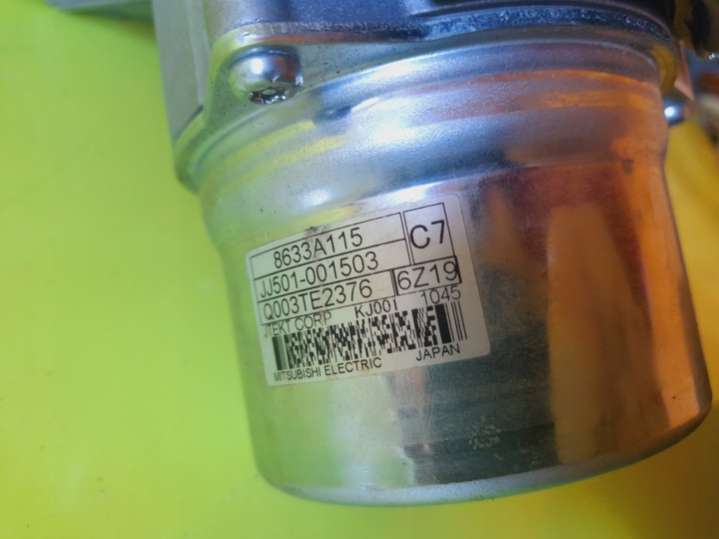 8633A115
C7
JJ501-001503
Q003TE2376 6Z19
JTEKT CORP KJ001 1045
MITSUBISHI ELECTRIC JAPAN